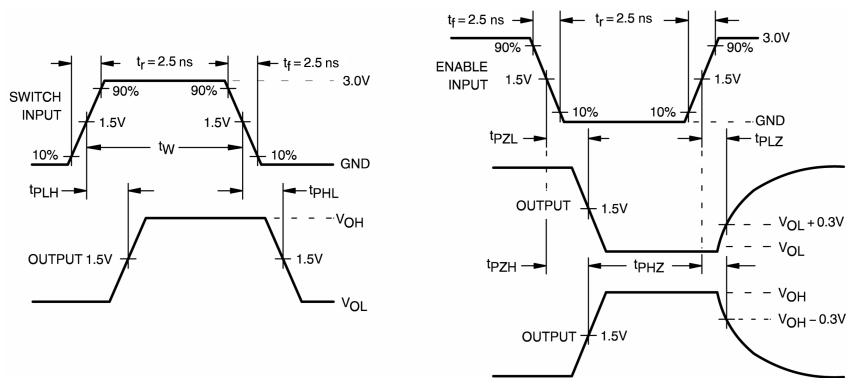 tr = 2.5 ns
tf = 2.5 ns
3.0V
SWITCH
INPUT
90%
90%
1.5V
1.5V
10%
10%
tW
GND
tPLH
tPHL
VOH
OUTPUT 1.5V
1.5V
VOL
tf = 2.5 ns
tr = 2.5 ns
3.0V
ENABLE
INPUT
90%
90%
1.5V
1.5V
10%
10%
GND
tPZL
tPLZ
OUTPUT
1.5V
VOL + 0.3V
VOL
tPZH
tPHZ
VOH
VOH – 0.3V
OUTPUT
1.5V